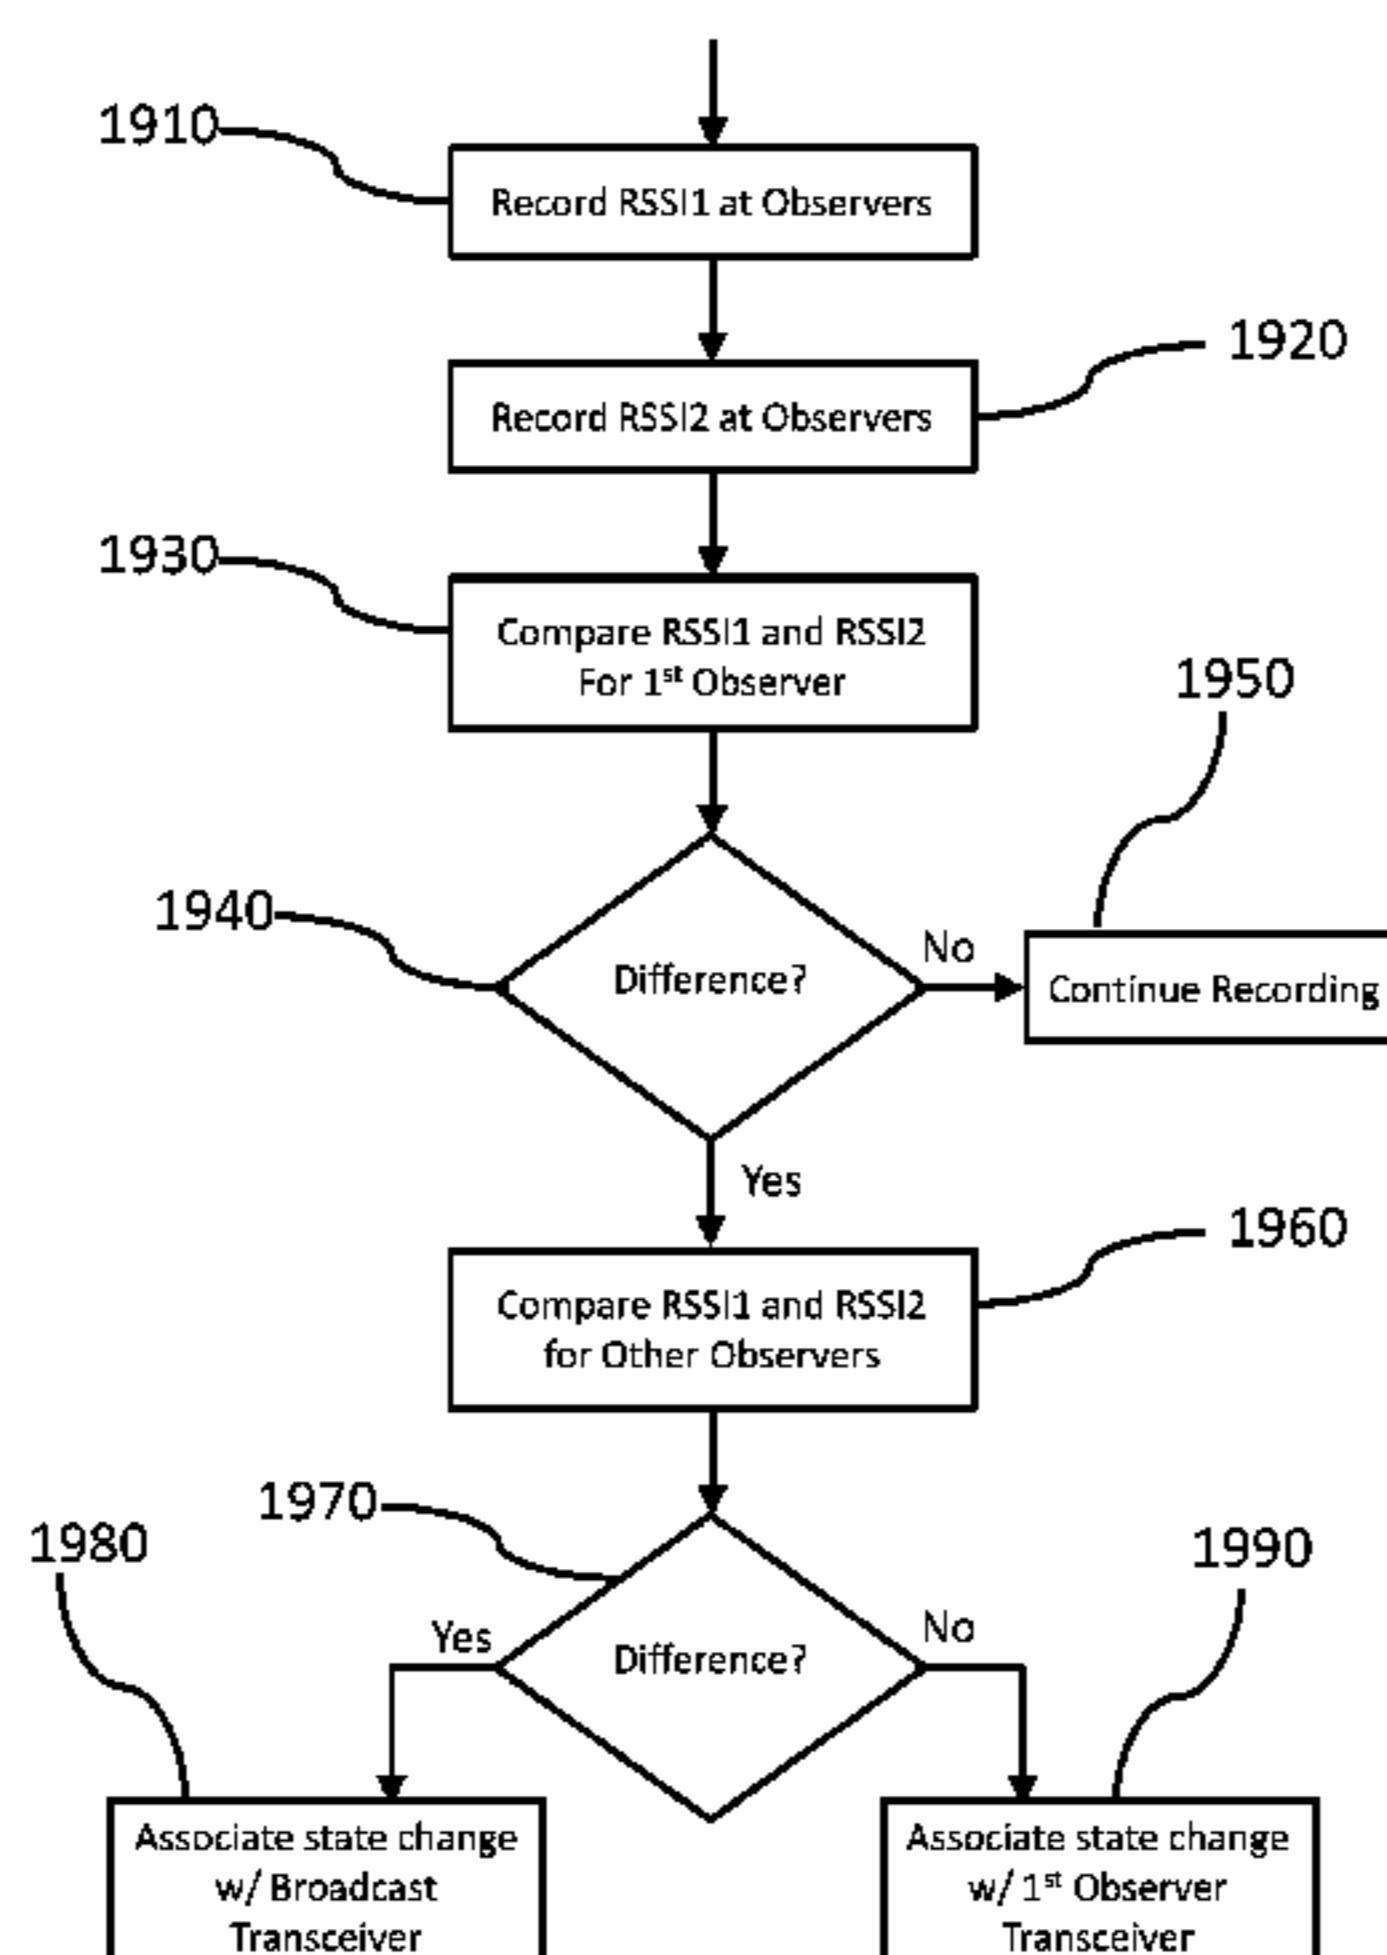 1910
Record RSSI1 at Observers
1920
Record RSSI2 at Observers
1930
Compare RSSI1 and RSSI2
For 1st Observer
1950
1940
Difference?
No
Continue Recording
Yes
1960
Compare RSSI1 and RSSI2
for Other Observers
1970
1980
1990
Yes
Difference?
No
Associate state change
w/ Broadcast
Transceiver
Associate state change
w/ 1st Observer
Transceiver